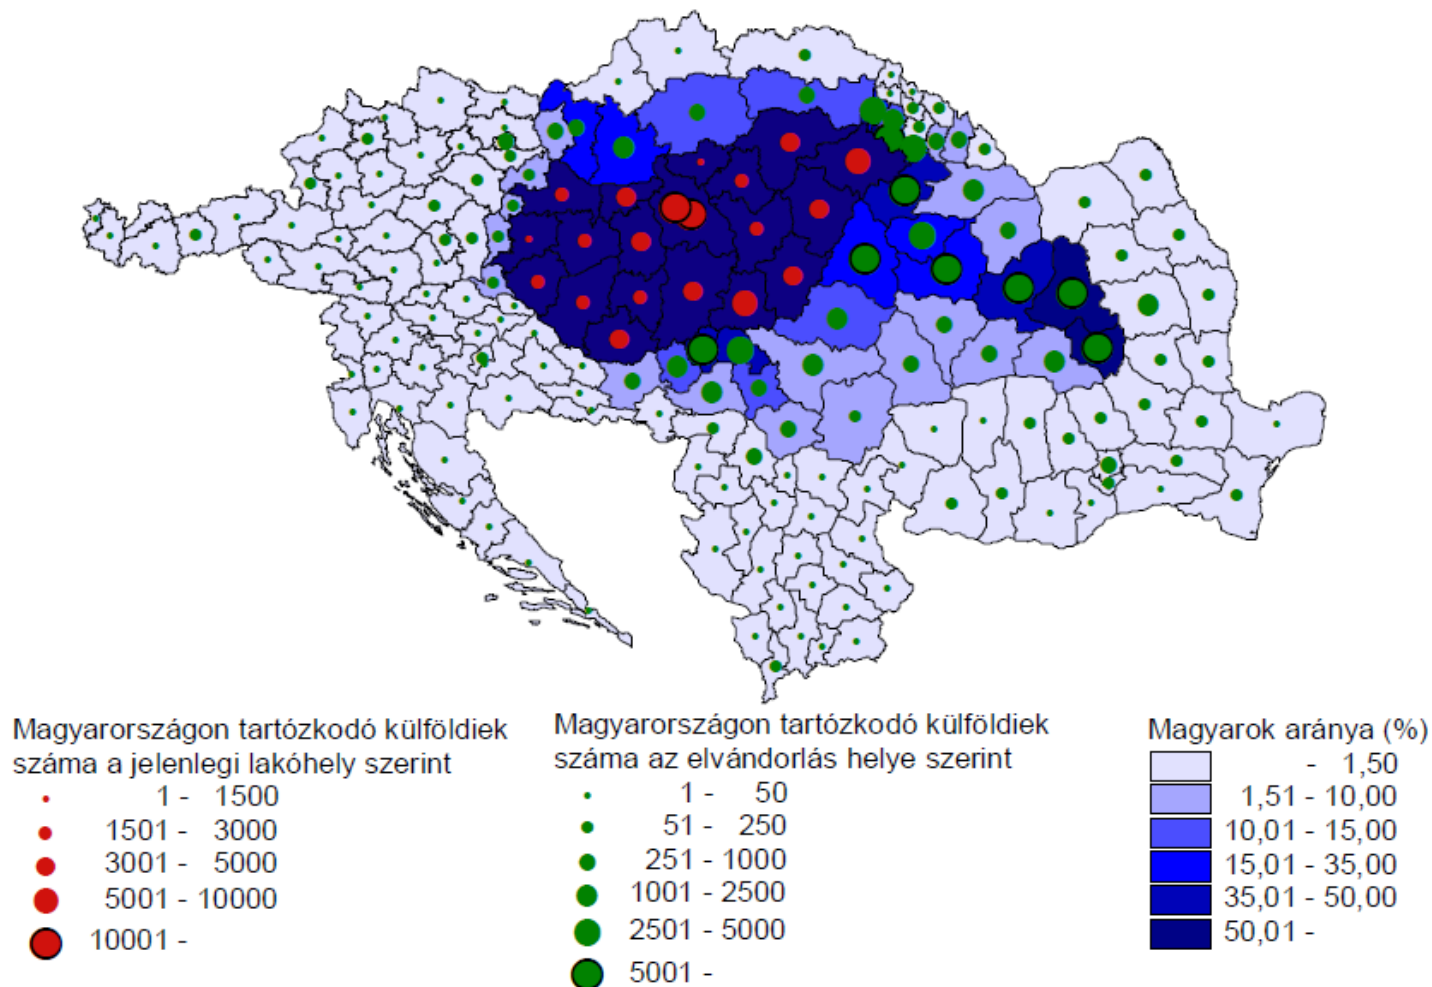 Magyarországon tartózkodó külföldiek
száma a jelenlegi lakóhely szerint
1 - 1500
1501 - 3000
3001 - 5000
5001 - 10000
10001 -
Magyarországon tartózkodó külföldiek
száma az elvándorlás helye szerint
1 - 50
51 - 250
251 - 1000
1001 - 2500
2501 - 5000
5001 -
Magyarok aránya (%)
- 1,50
1,51 - 10,00
10,01 - 15,00
15,01 - 35,00
35,01 - 50,00
50,01 -